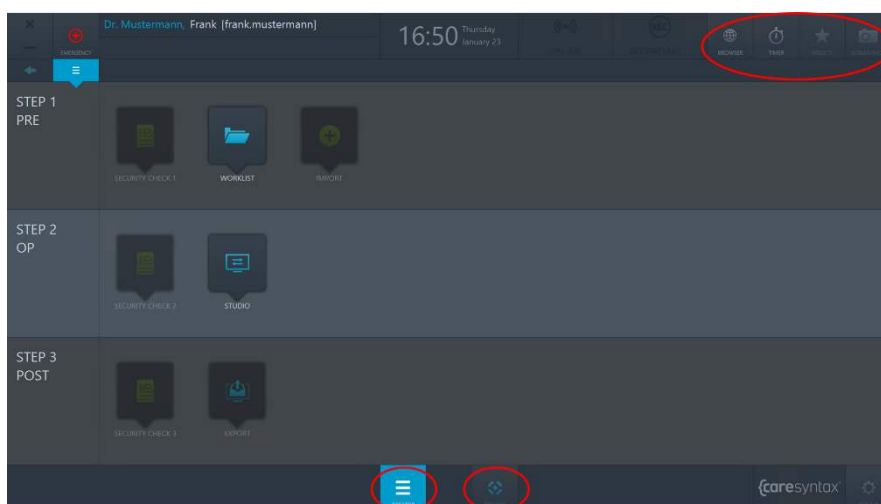 Dr. Mustermann, Frank [frank.mustermann]
16:50 Thursday
January 23
EMERGENCY
BROWSER
TIMER
STEP 1
PRE
SECURITY CHECK 1
WORKLIST
IMPORT
STEP 2
OP
SECURITY CHECK 2
STUDIO
STEP 3
POST
SECURITY CHECK 3
EXPORT
{caresyntax